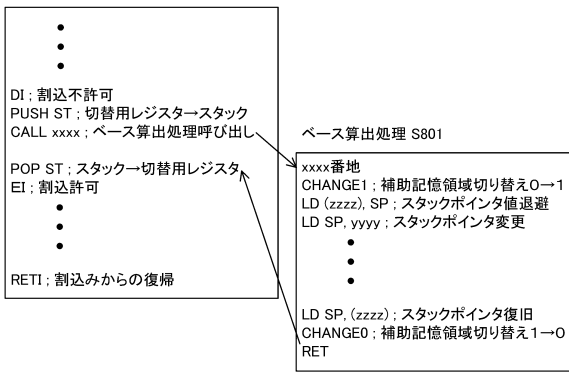 DI ; 割込不許可
PUSH ST ; 切替用レジスター→スタック
CALL xxxx ; ベース算出処理呼び出し
POP ST ; スタック→切替用レジスタ
EI ; 割込許可
RETI ; 割込みからの復帰
ベース算出処理 S801
xxxx番地
CHANGE1 ; 補助記憶領域切り替え0→1
LD (zzzz), SP ; スタックポインタ値退避
LD SP, yyyy ; スタックポインタ変更
LD SP, (zzzz) ; スタックポインタ復旧
CHANGE0 ; 補助記憶領域切り替え1→0
RET